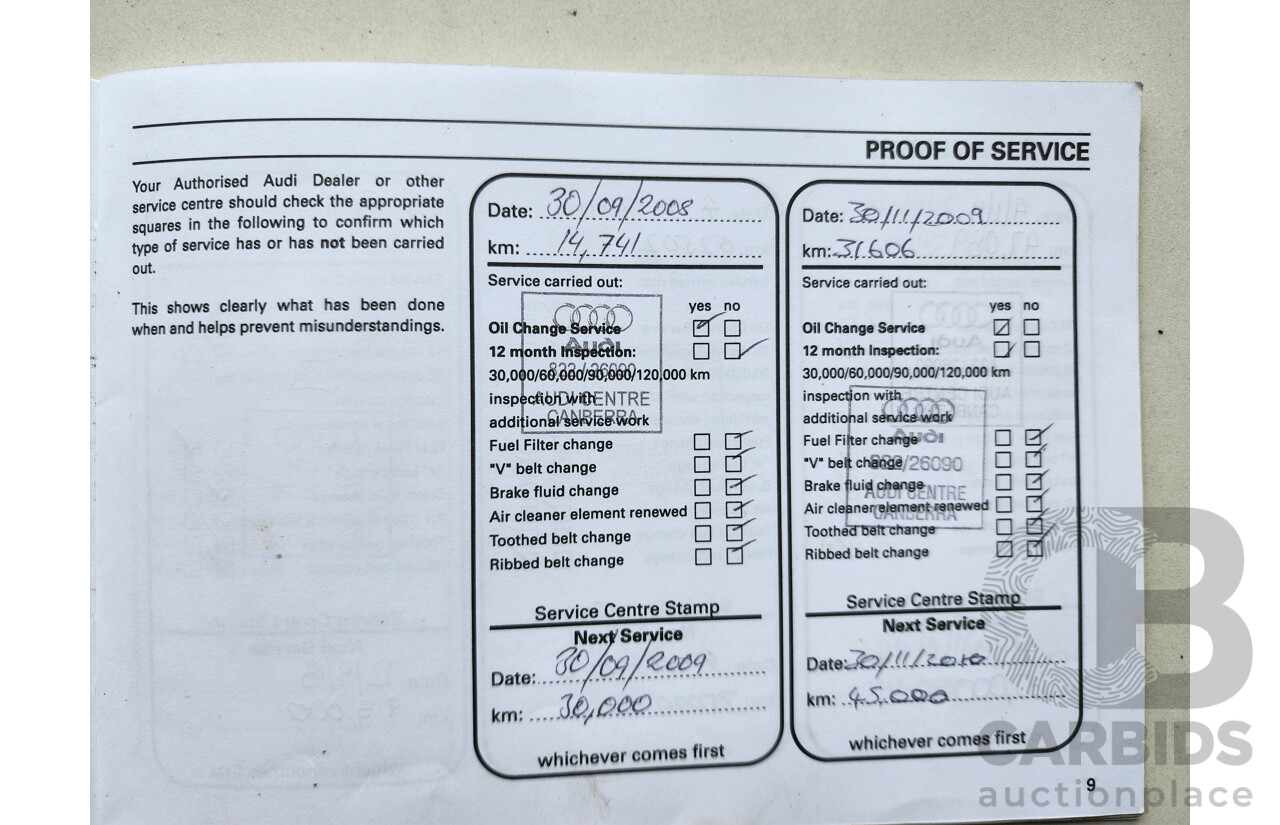 PROOF OF SERVICE
Your Authorised Audi Dealer or other
service centre should check the appropriate
squares in the following to confirm which
type of service has or has not been carried
out.
This shows clearly what has been done
when and helps prevent misunderstandings.
Date: 30/09/2008
km: 14,741
Service carried out:
yes no
Oil Change Service
12 month Inspection:
30,000/60,000/90,000/120,000 km
inspection with
additional service work
Audi
822/26090
AUDI CENTRE
CANBERRA
Fuel Filter change
"V" belt change
Brake fluid change
Air cleaner element renewed
Toothed belt change
Ribbed belt change
Service Centre Stamp
Next Service
Date: 30/09/2009
km: 30,000
whichever comes first
Date: 30/11/2009
km: 31606
Service carried out:
yes no
Oil Change Service
12 month Inspection:
30,000/60,000/90,000/120,000 km
inspection with
additional service work
Audi
822/26090
AUDI CENTRE
CANBERRA
Fuel Filter change
"V" belt change
Brake fluid change
Air cleaner element renewed
Toothed belt change
Ribbed belt change
Service Centre Stamp
Next Service
Date: 30/11/2010
km: 45,000
whichever comes first
9
CARBIDS
auctionplace